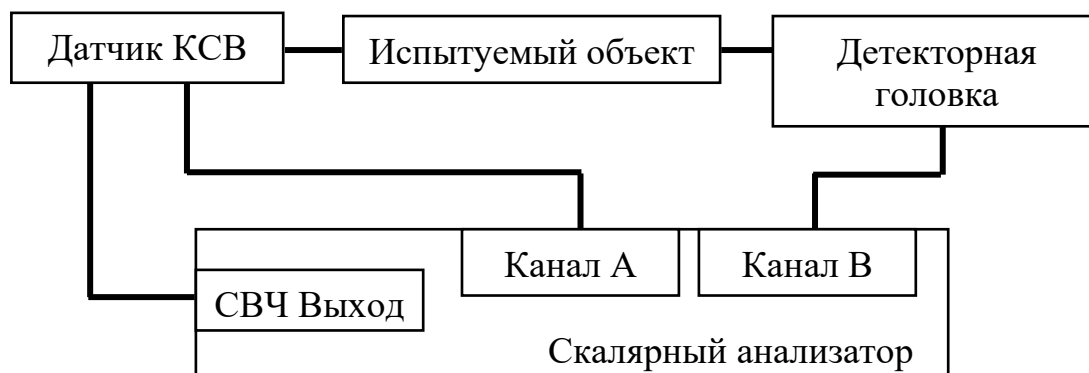 Датчик КСВ
Испытуемый объект
Детекторная
головка
Канал А
Канал В
СВЧ Выход
Скалярный анализатор